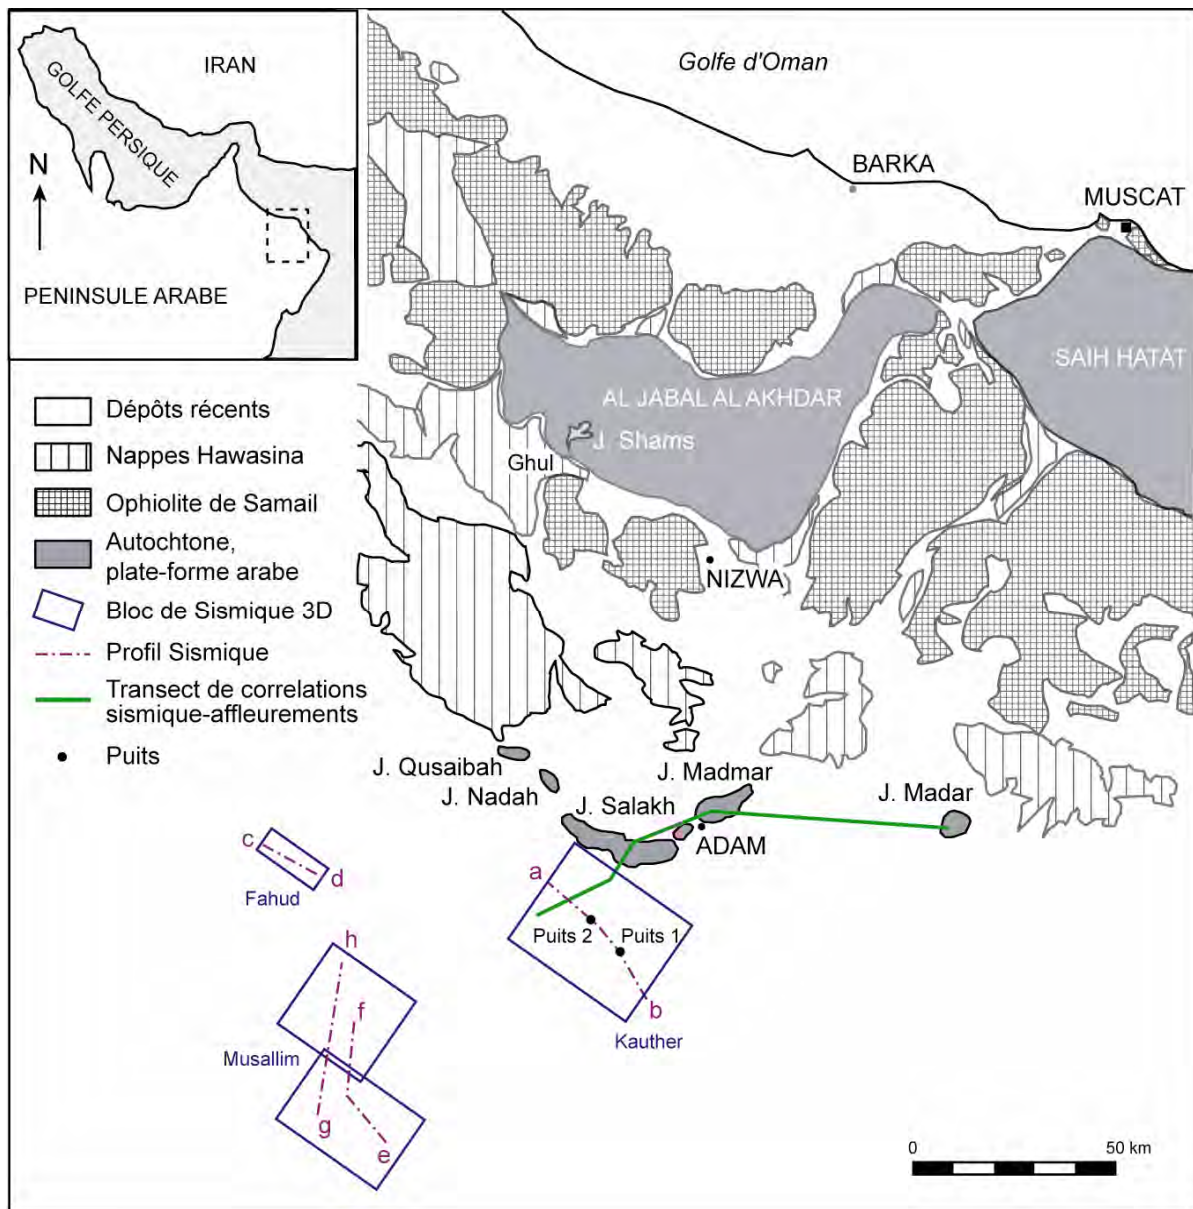 IRAN
GOLFE PERSIQUE
N
PENINSULE ARABE
Golfe d'Oman
BARKA
MUSCAT
SAIH HATAT
AL JABAL AL AKHDAR
J. Shams
Ghul
NIZWA
Dépôts récents
Nappes Hawasina
Ophiolite de Samail
Autochtone,
plate-forme arabe
Bloc de Sismique 3D
Profil Sismique
Transect de correlations
sismique-affleurements
Puits
J. Qusaibah
J. Nadah
J. Salakh
J. Madmar
J. Madar
ADAM
c
d
Fahud
a
Puits 2
Puits 1
b
Kauther
h
f
Musallim
g
e
0
50 km